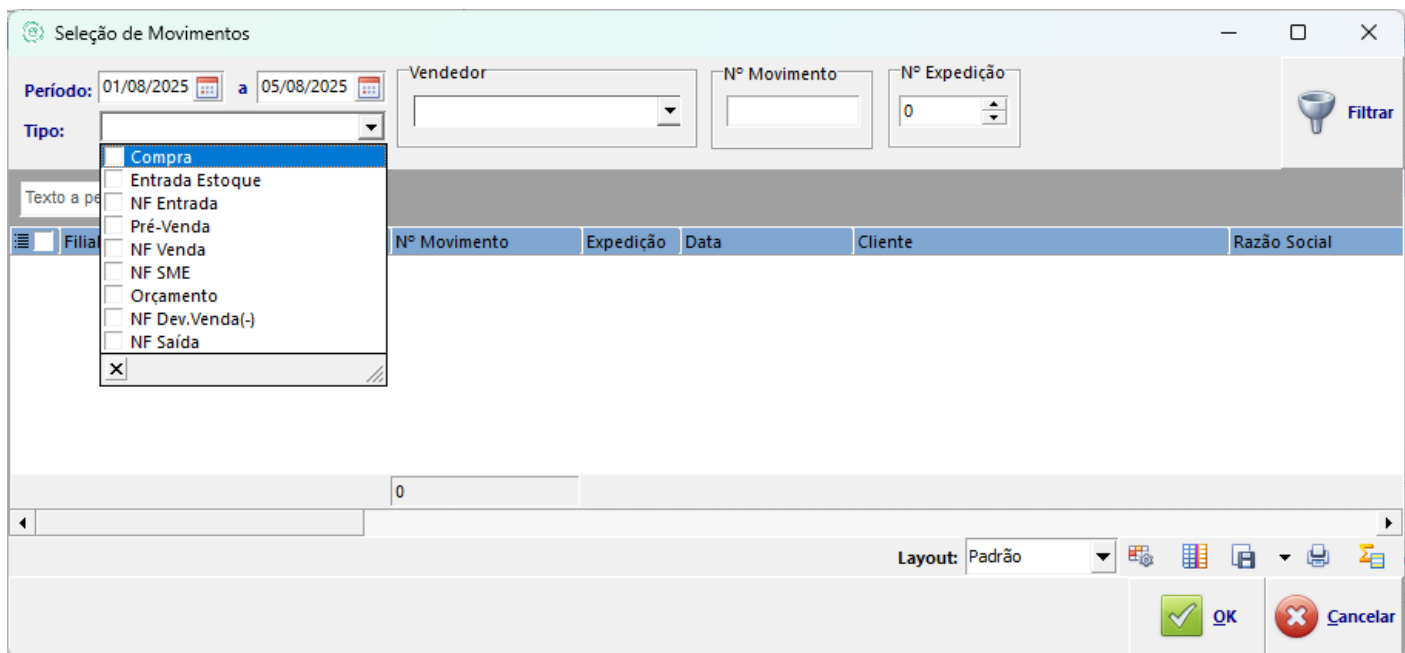 Seleção de Movimentos
Período: 01/08/2025 a 05/08/2025
Vendedor
Nº Movimento
Nº Expedição
0
Filtrar
Tipo:
Compra
Entrada Estoque
NF Entrada
Pré-Venda
NF Venda
NF SME
Orçamento
NF Dev.Venda(-)
NF Saída
Texto a pe
Filial Nº Movimento Expedição Data Cliente Razão Social
0
Layout: Padrão
OK Cancelar